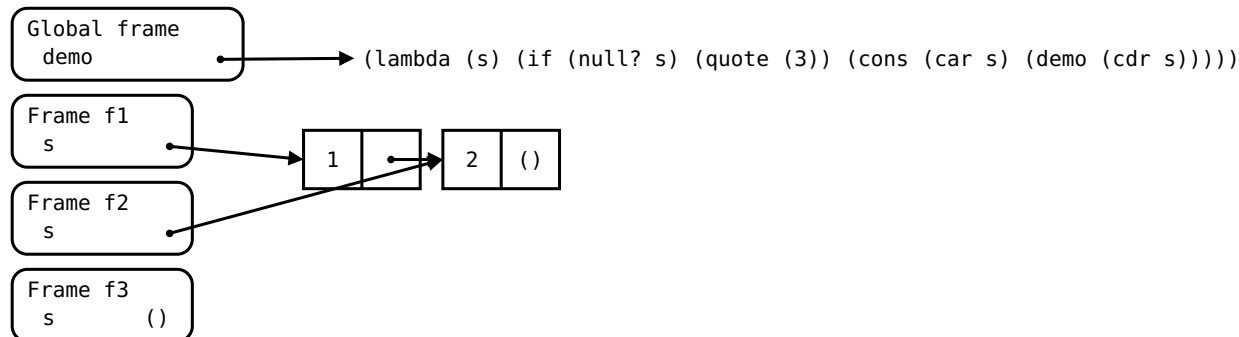 Global frame
demo (lambda (s) (if (null? s) (quote (3)) (cons (car s) (demo (cdr s)))))
Frame f1
s 1 2 ()
Frame f2
s
Frame f3
s ()